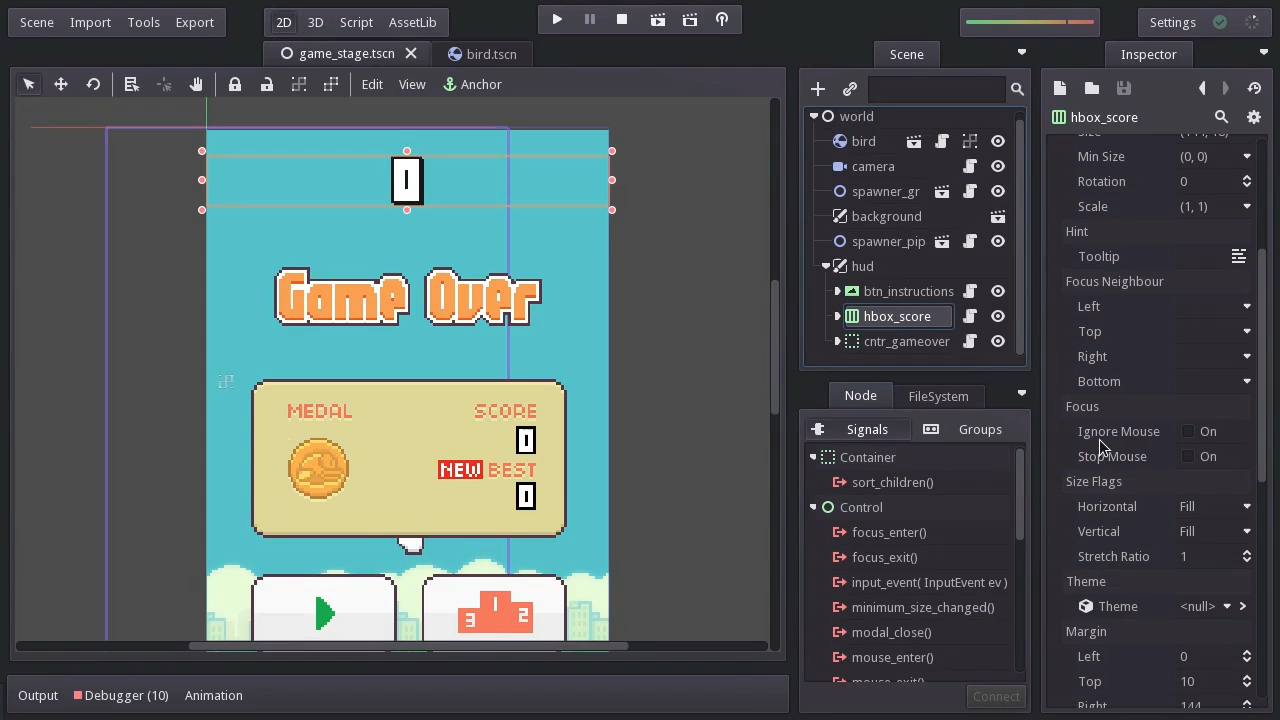 Scene Import Tools Export 2D 3D Script AssetLib Settings
game_stage.tscn bird.tscn Scene Inspector
Edit View Anchor
hbox_score
world
bird
camera
spawner_gr
background
spawner_pip
hud
btn_instructions
hbox_score
cntr_gameover
Game Over
MEDAL SCORE
NEW BEST
3 1 2
Node FileSystem
Signals Groups
Container
sort_children()
Control
focus_enter()
focus_exit()
input_event( InputEvent ev )
minimum_size_changed()
modal_close()
mouse_enter()
Connect
Min Size (0, 0)
Rotation 0
Scale (1, 1)
Hint
Tooltip
Focus Neighbour
Left
Top
Right
Bottom
Focus
Ignore Mouse On
Stop Mouse On
Size Flags
Horizontal Fill
Vertical Fill
Stretch Ratio 1
Theme
Theme <null>
Margin
Left 0
Top 10
Right 144
Output Debugger (10) Animation